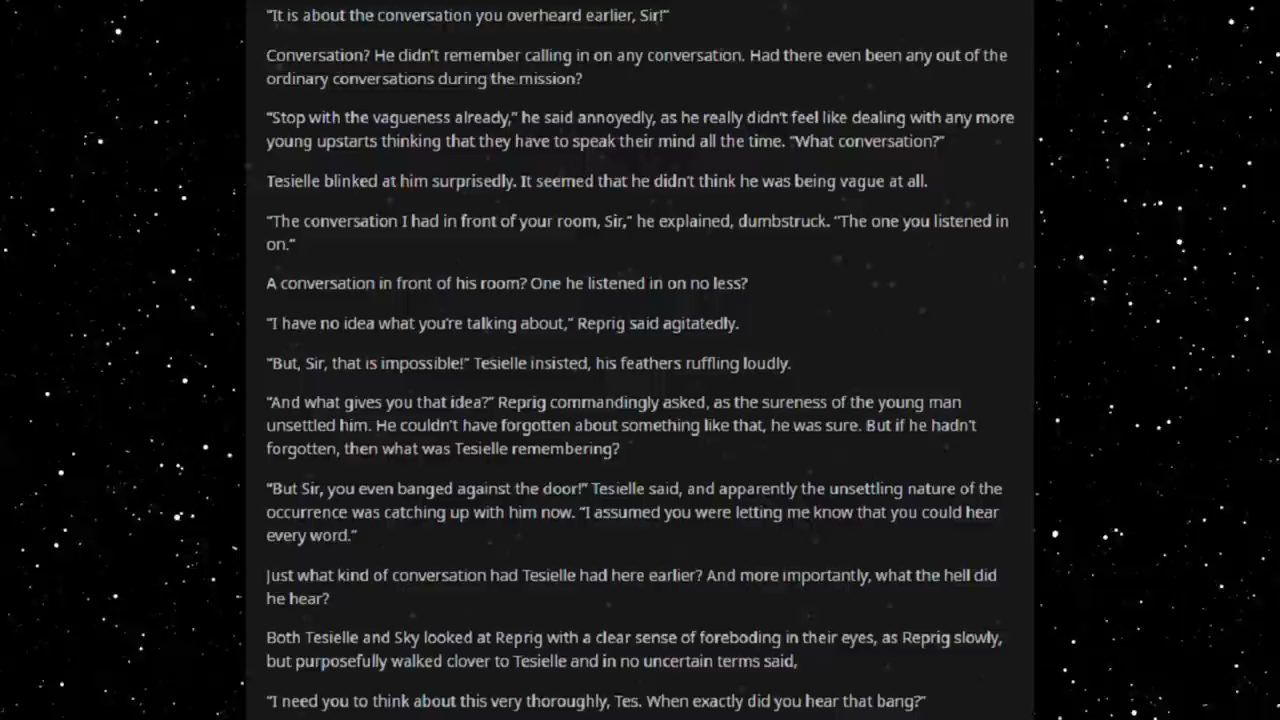 “It is about the conversation you overheard earlier, Sir!”
Conversation? He didn’t remember calling in on any conversation. Had there even been any out of the
ordinary conversations during the mission?
“Stop with the vagueness already,” he said annoyedly, as he really didn’t feel like dealing with any more
young upstarts thinking that they have to speak their mind all the time. “What conversation?”
Tesielle blinked at him surprisedly. It seemed that he didn’t think he was being vague at all.
“The conversation I had in front of your room, Sir,” he explained, dumbstruck. “The one you listened in
on.”
A conversation in front of his room? One he listened in on no less?
“I have no idea what you’re talking about,” Reprig said agitatedly.
“But, Sir, that is impossible!” Tesielle insisted, his feathers ruffling loudly.
“And what gives you that idea?” Reprig commandingly asked, as the sureness of the young man
unsettled him. He couldn’t have forgotten about something like that, he was sure. But if he hadn’t
forgotten, then what was Tesielle remembering?
“But Sir, you even banged against the door!” Tesielle said, and apparently the unsettling nature of the
occurrence was catching up with him now. “I assumed you were letting me know that you could hear
every word.”
Just what kind of conversation had Tesielle had here earlier? And more importantly, what the hell did
he hear?
Both Tesielle and Sky looked at Reprig with a clear sense of foreboding in their eyes, as Reprig slowly,
but purposefully walked clover to Tesielle and in no uncertain terms said,
“I need you to think about this very thoroughly, Tes. When exactly did you hear that bang?”